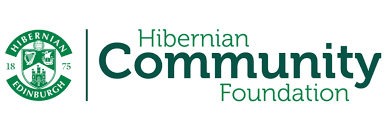 HIBERNIAN
18 75
EDINBURGH
Hibernian
Community
Foundation